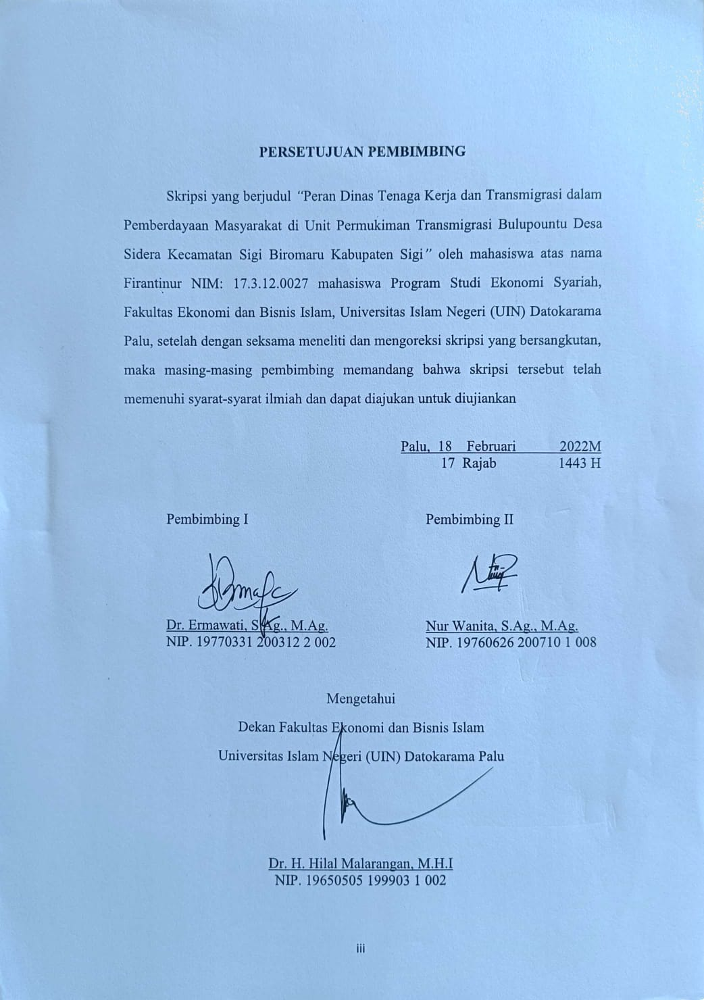 PERSETUJUAN PEMBIMBING
Skripsi yang berjudul “Peran Dinas Tenaga Kerja dan Transmigrasi dalam
Pemberdayaan Masyarakat di Unit Permukiman Transmigrasi Bulupountu Desa
Sidera Kecamatan Sigi Biromaru Kabupaten Sigi” oleh mahasiswa atas nama
Firantinur NIM: 17.3.12.0027 mahasiswa Program Studi Ekonomi Syariah,
Fakultas Ekonomi dan Bisnis Islam, Universitas Islam Negeri (UIN) Datokarama
Palu, setelah dengan seksama meneliti dan mengoreksi skripsi yang bersangkutan,
maka masing-masing pembimbing memandang bahwa skripsi tersebut telah
memenuhi syarat-syarat ilmiah dan dapat diajukan untuk diujiankan
Palu, 18 Februari 2022M
17 Rajab 1443 H
Pembimbing I Pembimbing II
Dr. Ermawati, S.Ag., M.Ag. Nur Wanita, S.Ag., M.Ag.
NIP. 19770331 200312 2 002 NIP. 19760626 200710 1 008
Mengetahui
Dekan Fakultas Ekonomi dan Bisnis Islam
Universitas Islam Negeri (UIN) Datokarama Palu
Dr. H. Hilal Malarangan, M.H.I
NIP. 19650505 199903 1 002
iii